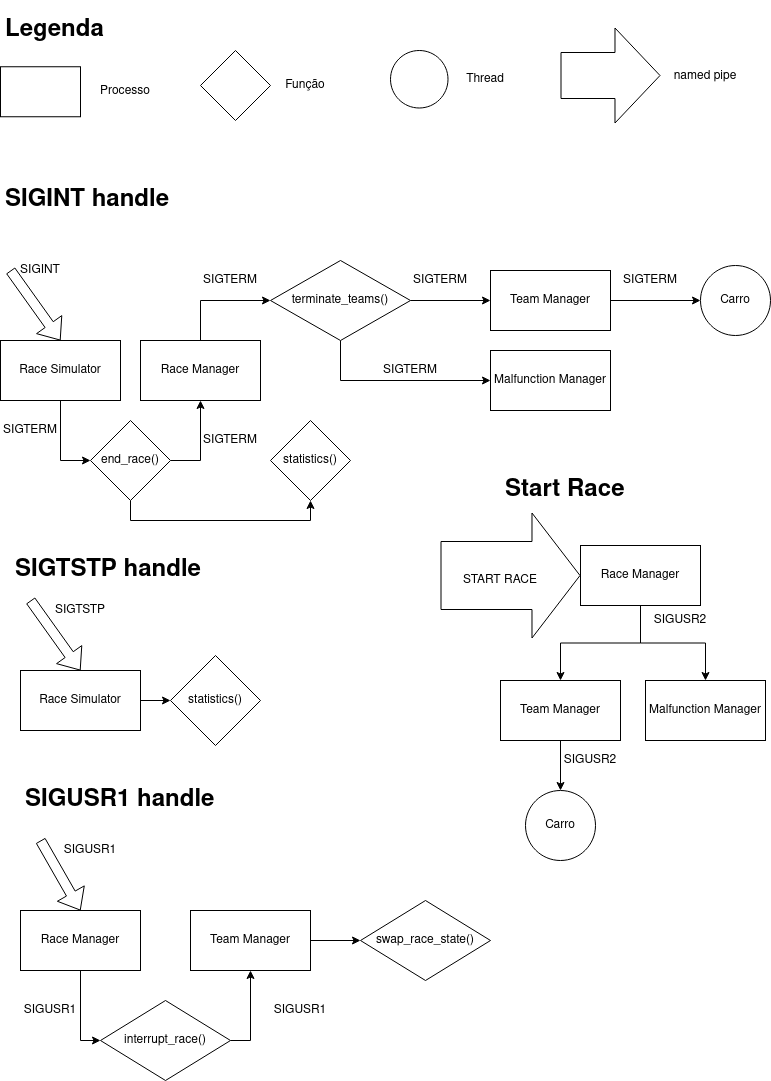 Legenda
Processo
Função
Thread
named pipe
SIGINT handle
SIGINT
SIGTERM
SIGTERM
SIGTERM
terminate_teams()
Team Manager
Carro
Race Simulator
Race Manager
SIGTERM
Malfunction Manager
SIGTERM
SIGTERM
end_race()
statistics()
Start Race
START RACE
Race Manager
SIGUSR2
Team Manager
Malfunction Manager
SIGUSR2
Carro
SIGTSTP handle
SIGTSTP
Race Simulator
statistics()
SIGUSR1 handle
SIGUSR1
Race Manager
Team Manager
swap_race_state()
SIGUSR1
SIGUSR1
interrupt_race()